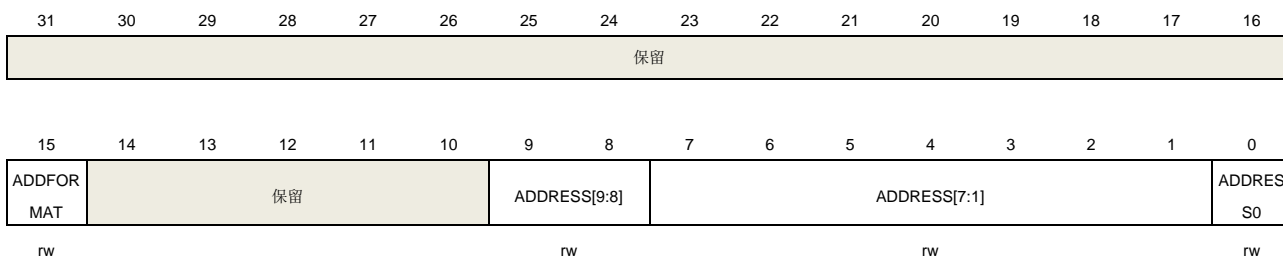 31 30 29 28 27 26 25 24 23 22 21 20 19 18 17 16
保留
15 14 13 12 11 10 9 8 7 6 5 4 3 2 1 0
ADDFOR
MAT
保留
ADDRESS[9:8]
ADDRESS[7:1]
ADDRES
S0
rw rw rw rw